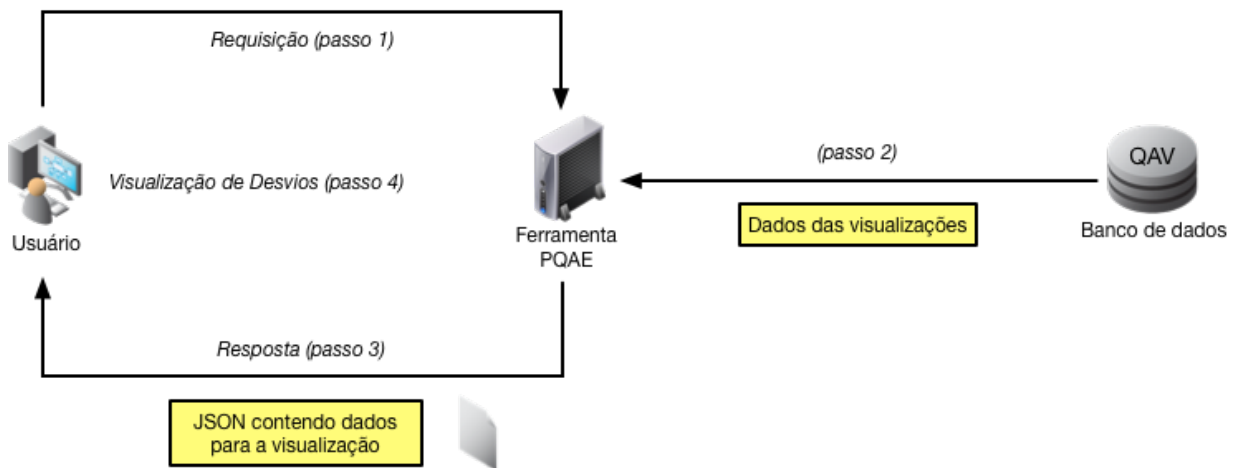 Requisição (passo 1)
(passo 2)
QAV
Visualização de Desvios (passo 4)
Dados das visualizações
Usuário
Ferramenta
PQAE
Banco de dados
Resposta (passo 3)
JSON contendo dados
para a visualização